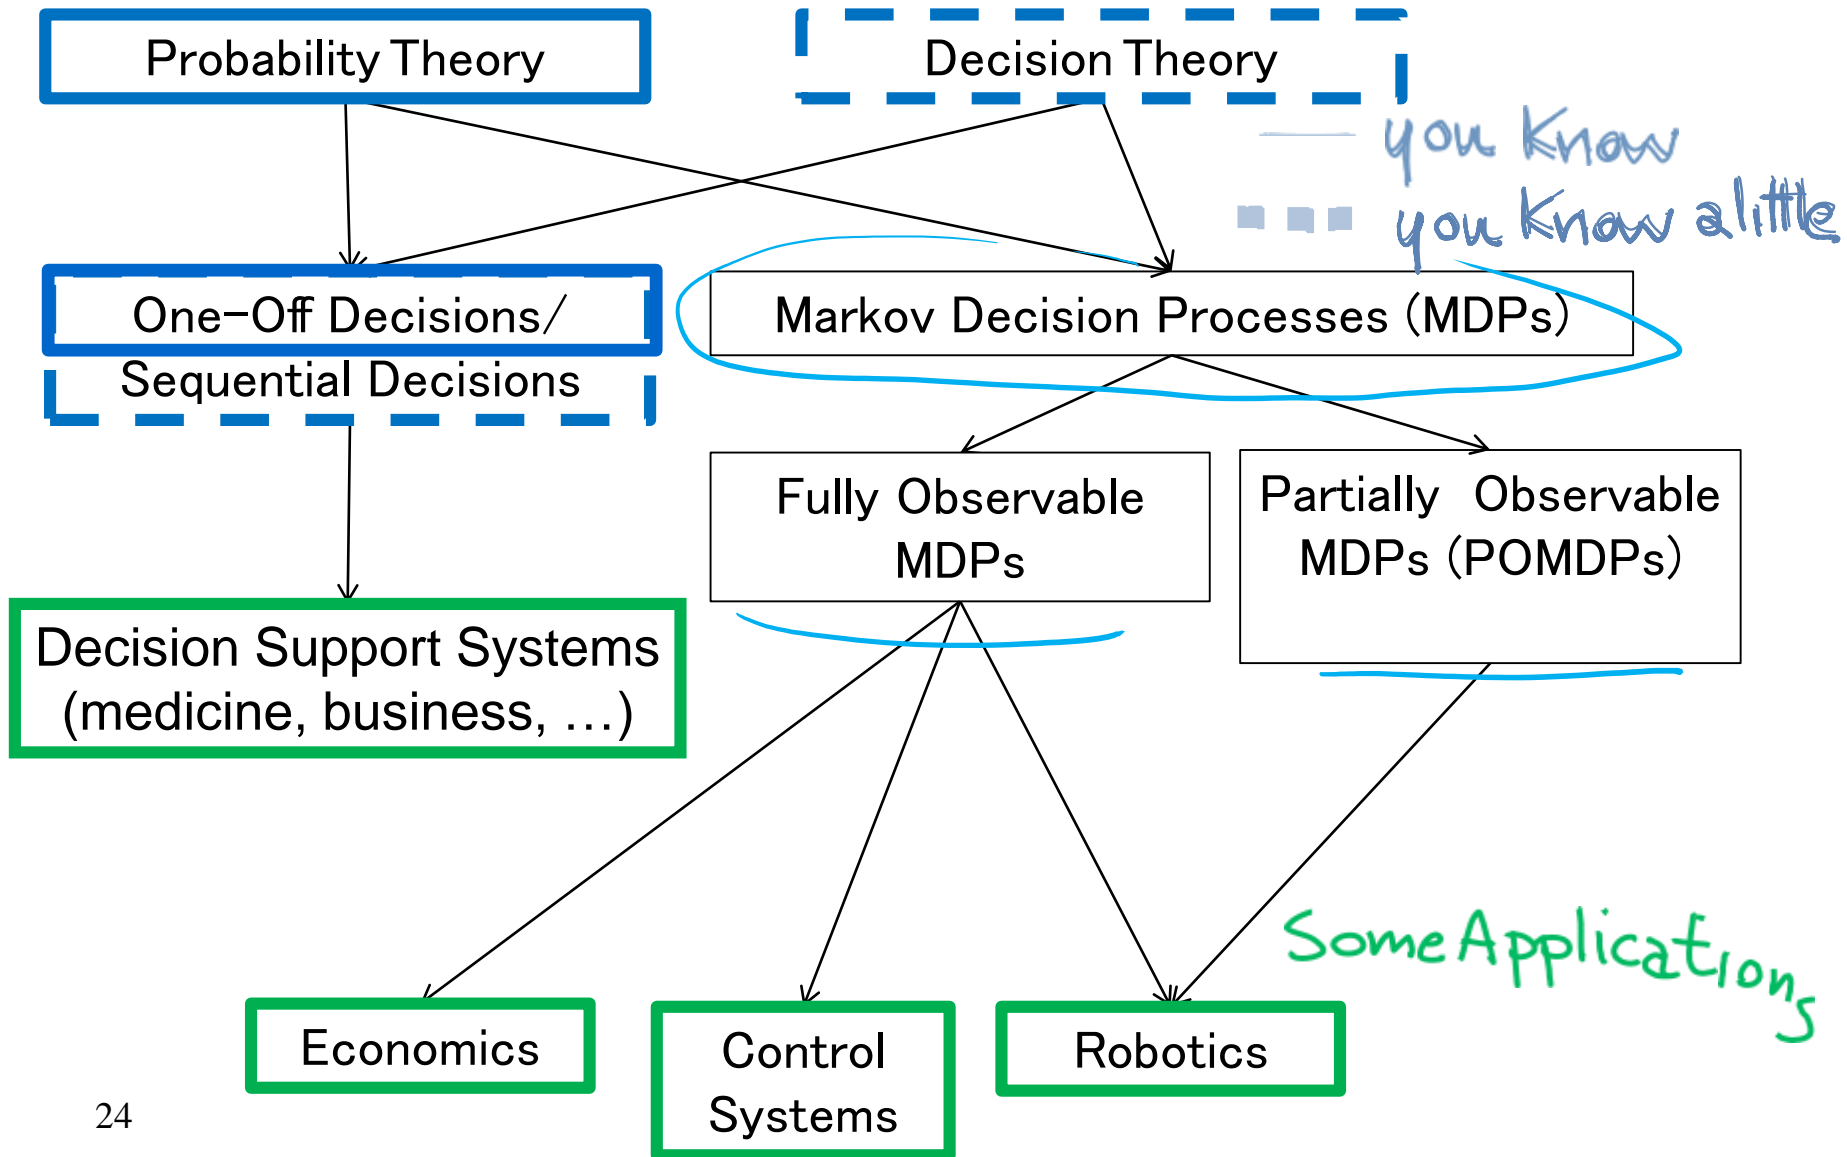 Probability Theory
Decision Theory
you know
you know a little
One-Off Decisions/
Sequential Decisions
Markov Decision Processes (MDPs)
Fully Observable
MDPs
Partially Observable
MDPs (POMDPs)
Decision Support Systems
(medicine, business, …)
Some Applications
Economics
Control
Systems
Robotics
24